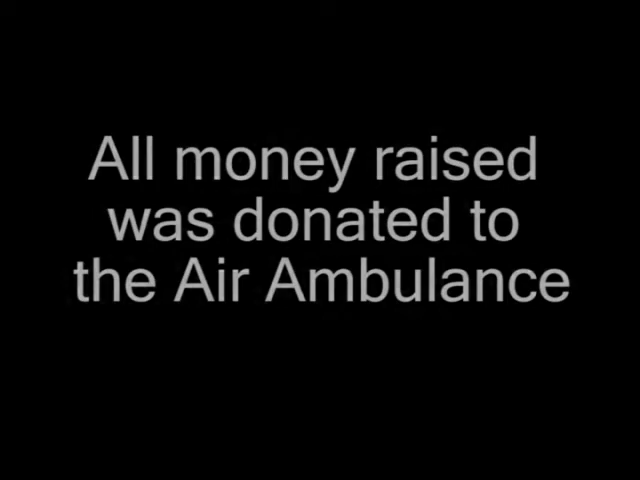 All money raised
was donated to
the Air Ambulance